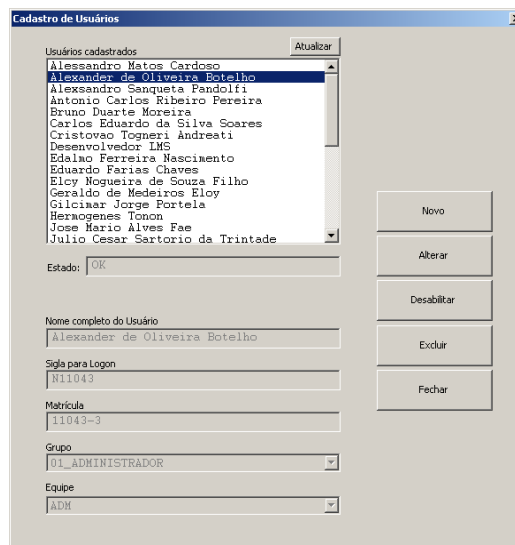 Cadastro de Usuários
Usuários cadastrados
Atualizar
Alessandro Matos Cardoso
Alexander de Oliveira Botelho
Alexsandro Sanqueta Pandolfi
Antonio Carlos Ribeiro Pereira
Bruno Duarte Moreira
Carlos Eduardo da Silva Soares
Cristovao Togneri Andreati
Desenvolvedor LMS
Edalmo Ferreira Nascimento
Eduardo Farias Chaves
Elcy Nogueira de Souza Filho
Geraldo de Medeiros Eloy
Gilcimar Jorge Portela
Hermogenes Tonon
Jose Mario Alves Fae
Julio Cesar Sartorio da Trintade
Estado: OK
Nome completo do Usuário
Alexander de Oliveira Botelho
Sigla para Logon
N11043
Matrícula
11043-3
Grupo
01_ADMINISTRADOR
Equipe
ADM
Novo
Alterar
Desabilitar
Excluir
Fechar